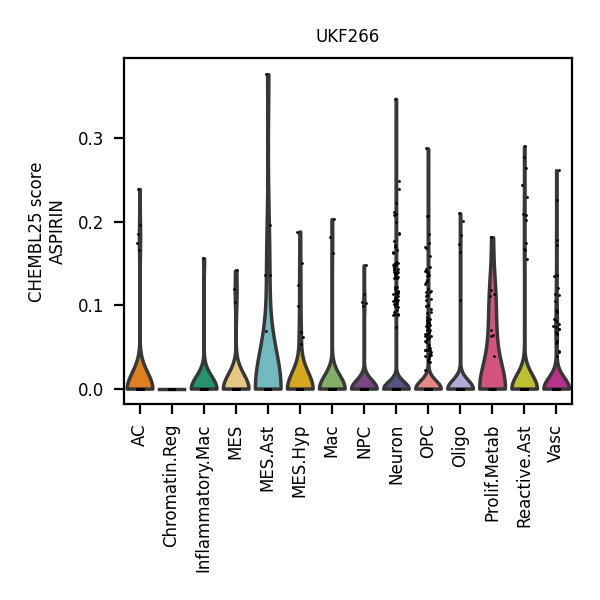 UKF266
CHEMBL25 score
ASPIRIN
0.3
0.2
0.1
0.0
AC
Chromatin.Reg
Inflammatory.Mac
MES
MES.Ast
MES.Hyp
Mac
NPC
Neuron
OPC
Oligo
Prolif.Metab
Reactive.Ast
Vasc